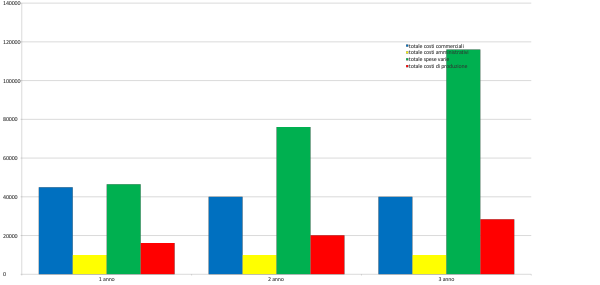 140000
120000
totale costi commerciali
totale costi amministrativi
totale spese varie
totale costi di produzione
100000
80000
60000
40000
20000
0
1 anno
2 anno
3 anno